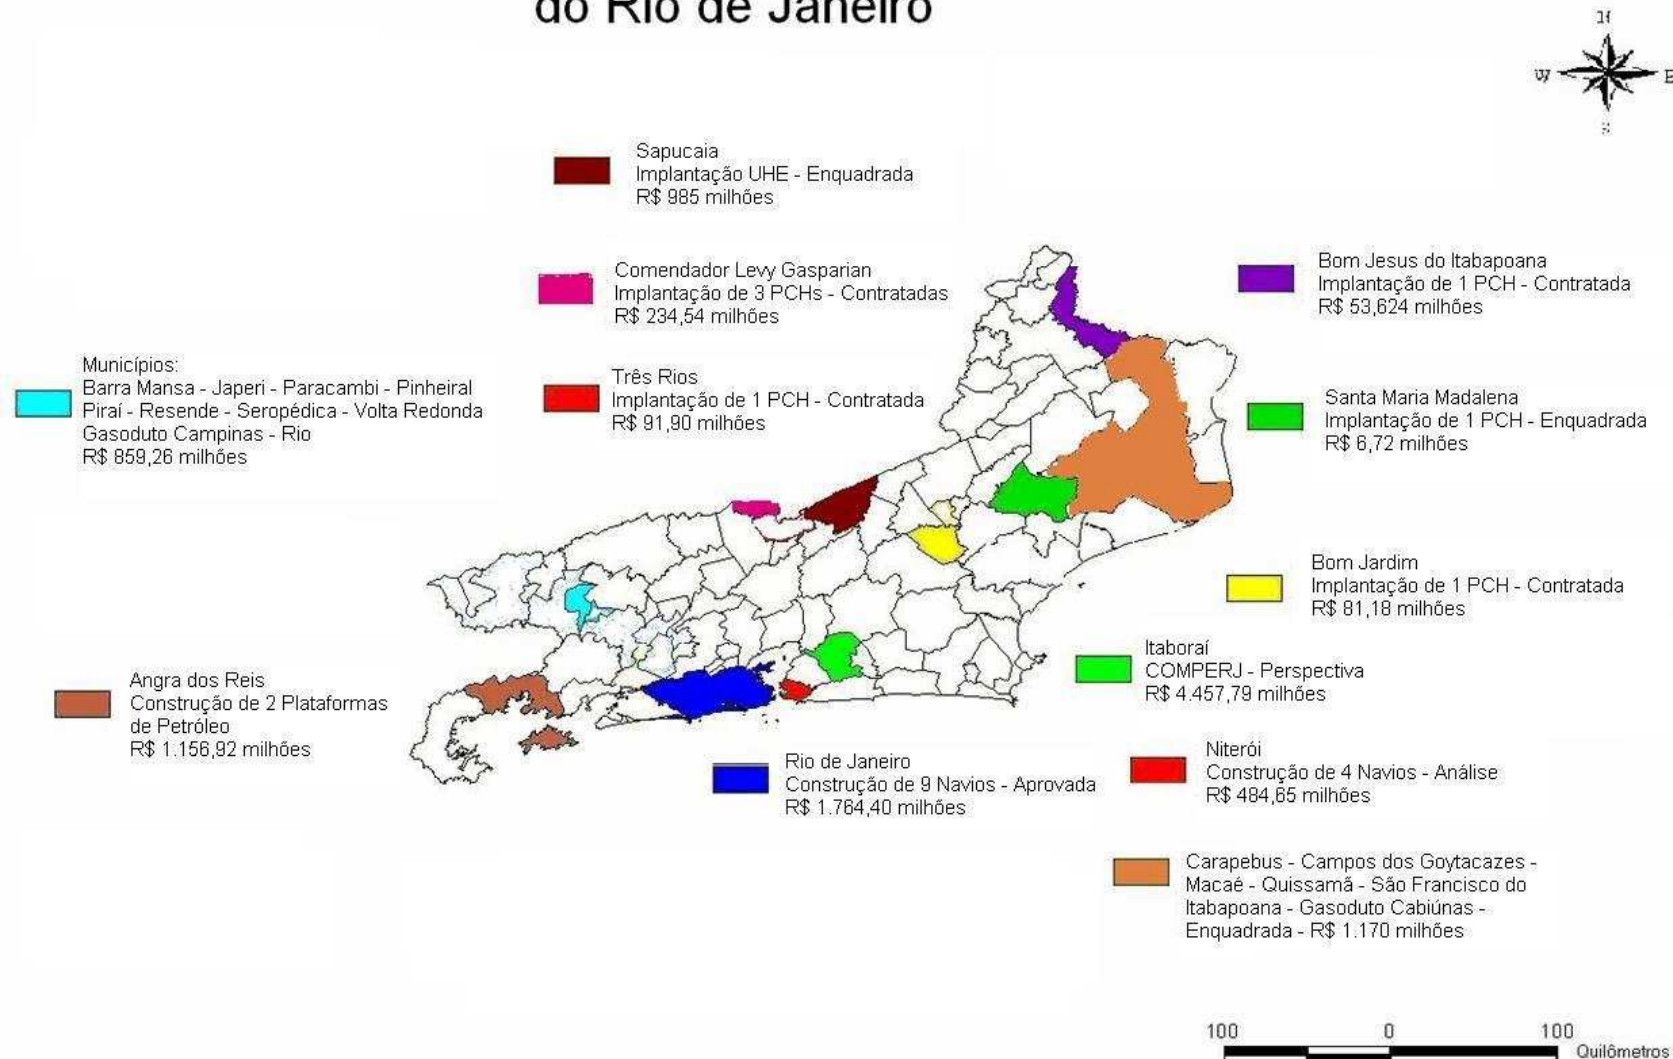 do Rio de Janeiro
N
W
E
S
Sapucaia
Implantação UHE - Enquadrada
R$ 985 milhões
Comendador Levy Gasparian
Implantação de 3 PCHs - Contratadas
R$ 234,54 milhões
Bom Jesus do Itabapoana
Implantação de 1 PCH - Contratada
R$ 53,624 milhões
Municípios:
Barra Mansa - Japeri - Paracambi - Pinheiral
Piraí - Resende - Seropédica - Volta Redonda
Gasoduto Campinas - Rio
R$ 859,26 milhões
Três Rios
Implantação de 1 PCH - Contratada
R$ 91,90 milhões
Santa Maria Madalena
Implantação de 1 PCH - Enquadrada
R$ 6,72 milhões
Bom Jardim
Implantação de 1 PCH - Contratada
R$ 81,18 milhões
Itaboraí
COMPERJ - Perspectiva
R$ 4.457,79 milhões
Angra dos Reis
Construção de 2 Plataformas
de Petróleo
R$ 1.156,92 milhões
Rio de Janeiro
Construção de 9 Navios - Aprovada
R$ 1.764,40 milhões
Niterói
Construção de 4 Navios - Análise
R$ 484,65 milhões
Carapebus - Campos dos Goytacazes -
Macaé - Quissamã - São Francisco do
Itabapoana - Gasoduto Cabiúnas -
Enquadrada - R$ 1.170 milhões
100 0 100
Quilômetros